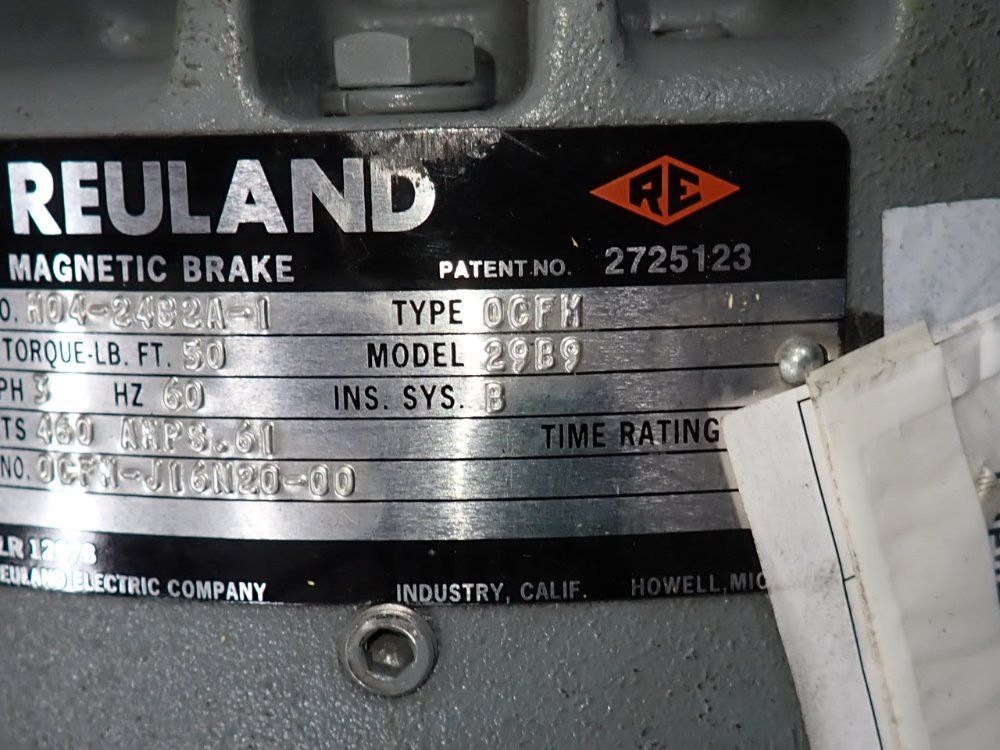 REULAND
RE
MAGNETIC BRAKE PATENT NO. 2725123
O. H04-2482A-1 TYPE OCFM
TORQUE-LB. FT. 50 MODEL 29B9
PH 3 HZ 60 INS. SYS. B
TS 460 AMPS .61 TIME RATING
NO. OCFM-J16N20-00
LR
EULAND ELECTRIC COMPANY INDUSTRY, CALIF. HOWELL, MIC